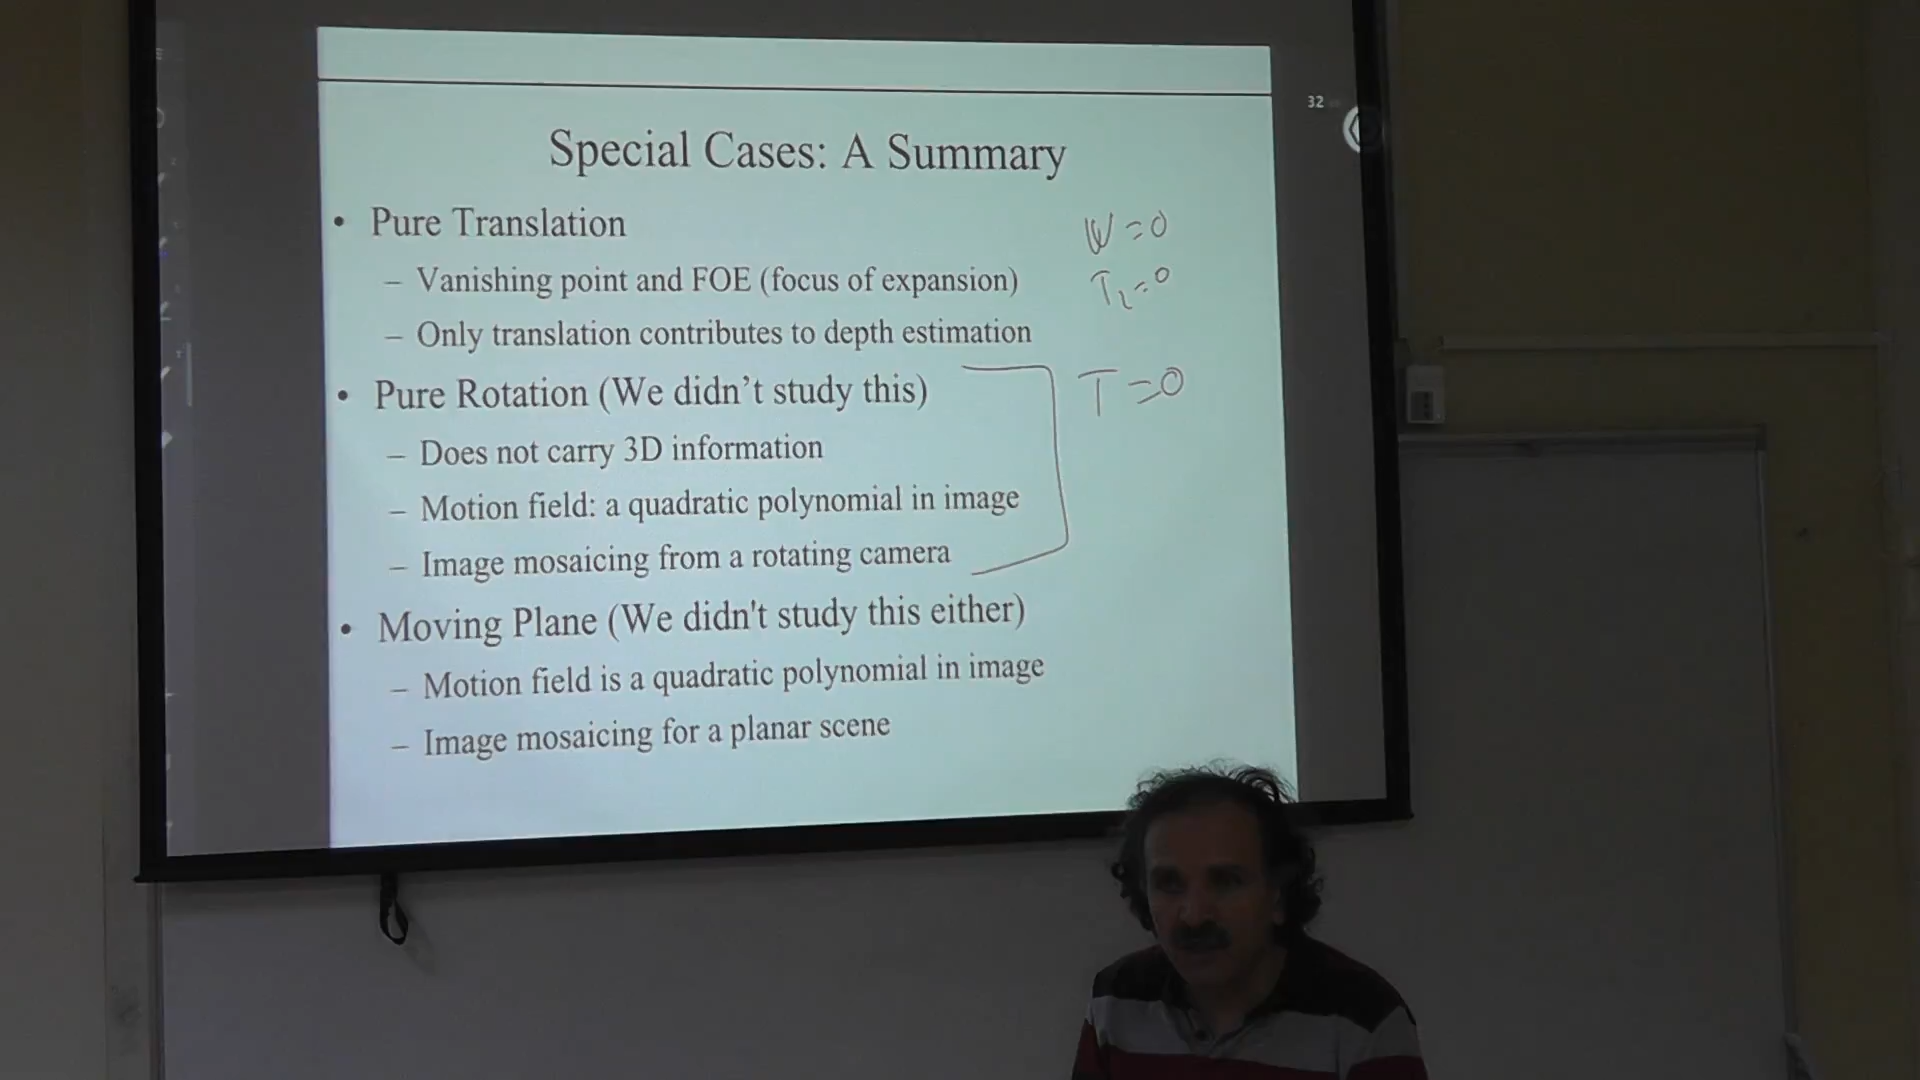 32
Special Cases: A Summary
• Pure Translation
W=0
– Vanishing point and FOE (focus of expansion)
– Only translation contributes to depth estimation
• Pure Rotation (We didn’t study this)
T=0
– Does not carry 3D information
– Motion field: a quadratic polynomial in image
– Image mosaicing from a rotating camera
• Moving Plane (We didn't study this either)
– Motion field is a quadratic polynomial in image
– Image mosaicing for a planar scene